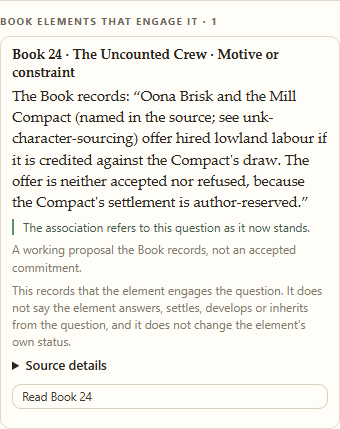 BOOK ELEMENTS THAT ENGAGE IT · 1
Book 24 · The Uncounted Crew · Motive or
constraint
The Book records: “Oona Brisk and the Mill
Compact (named in the source; see unk-
character-sourcing) offer hired lowland labour if
it is credited against the Compact's draw. The
offer is neither accepted nor refused, because
the Compact's settlement is author-reserved.”
The association refers to this question as it now stands.
A working proposal the Book records, not an accepted
commitment.
This records that the element engages the question. It does
not say the element answers, settles, develops or inherits
from the question, and it does not change the element's
own status.
▶ Source details
Read Book 24